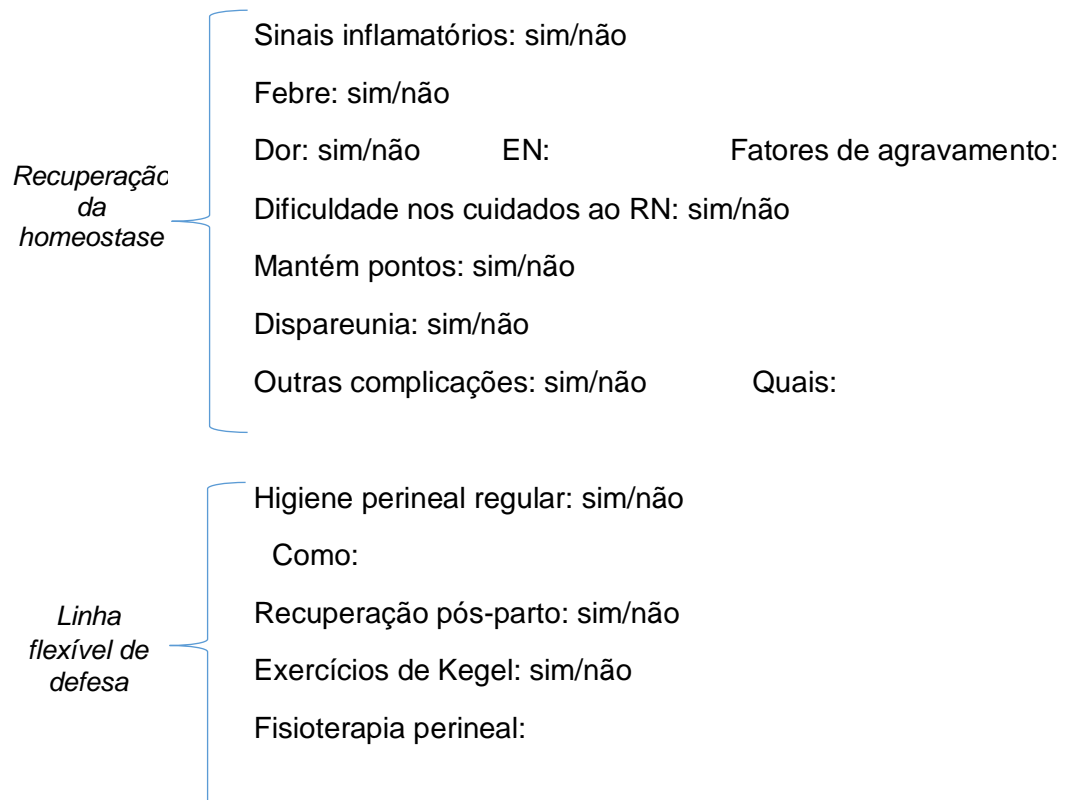 Sinais inflamatórios: sim/não
Febre: sim/não
Dor: sim/não EN: Fatores de agravamento:
Recuperação
da
homeostase
Dificuldade nos cuidados ao RN: sim/não
Mantém pontos: sim/não
Dispareunia: sim/não
Outras complicações: sim/não Quais:
Higiene perineal regular: sim/não
Como:
Linha
flexível de
defesa
Recuperação pós-parto: sim/não
Exercícios de Kegel: sim/não
Fisioterapia perineal: